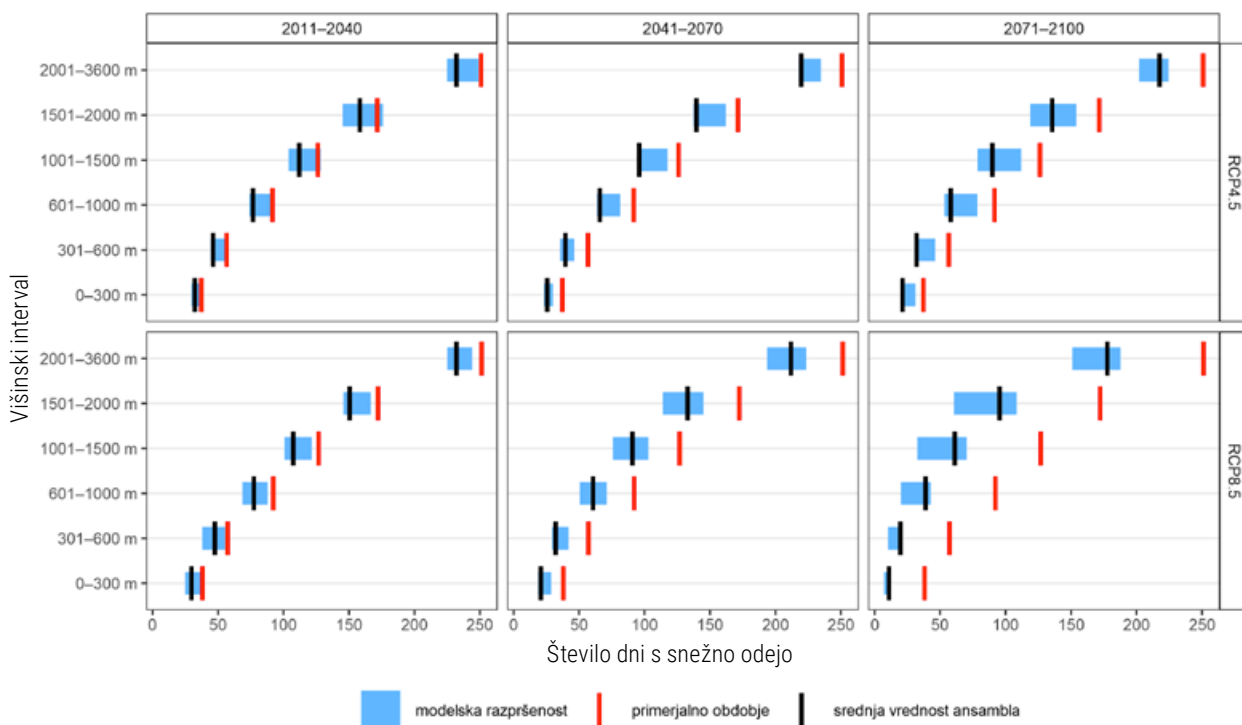 2011–2040 2041–2070 2071–2100
2001–3600 m
1501–2000 m
1001–1500 m
601–1000 m
301–600 m
0–300 m
RCP4.5
Višinski interval
2001–3600 m
1501–2000 m
1001–1500 m
601–1000 m
301–600 m
0–300 m
RCP8.5
0 50 100 150 200 250 0 50 100 150 200 250 0 50 100 150 200 250
Število dni s snežno odejo
modelska razpršenost primerjalno obdobje srednja vrednost ansambla